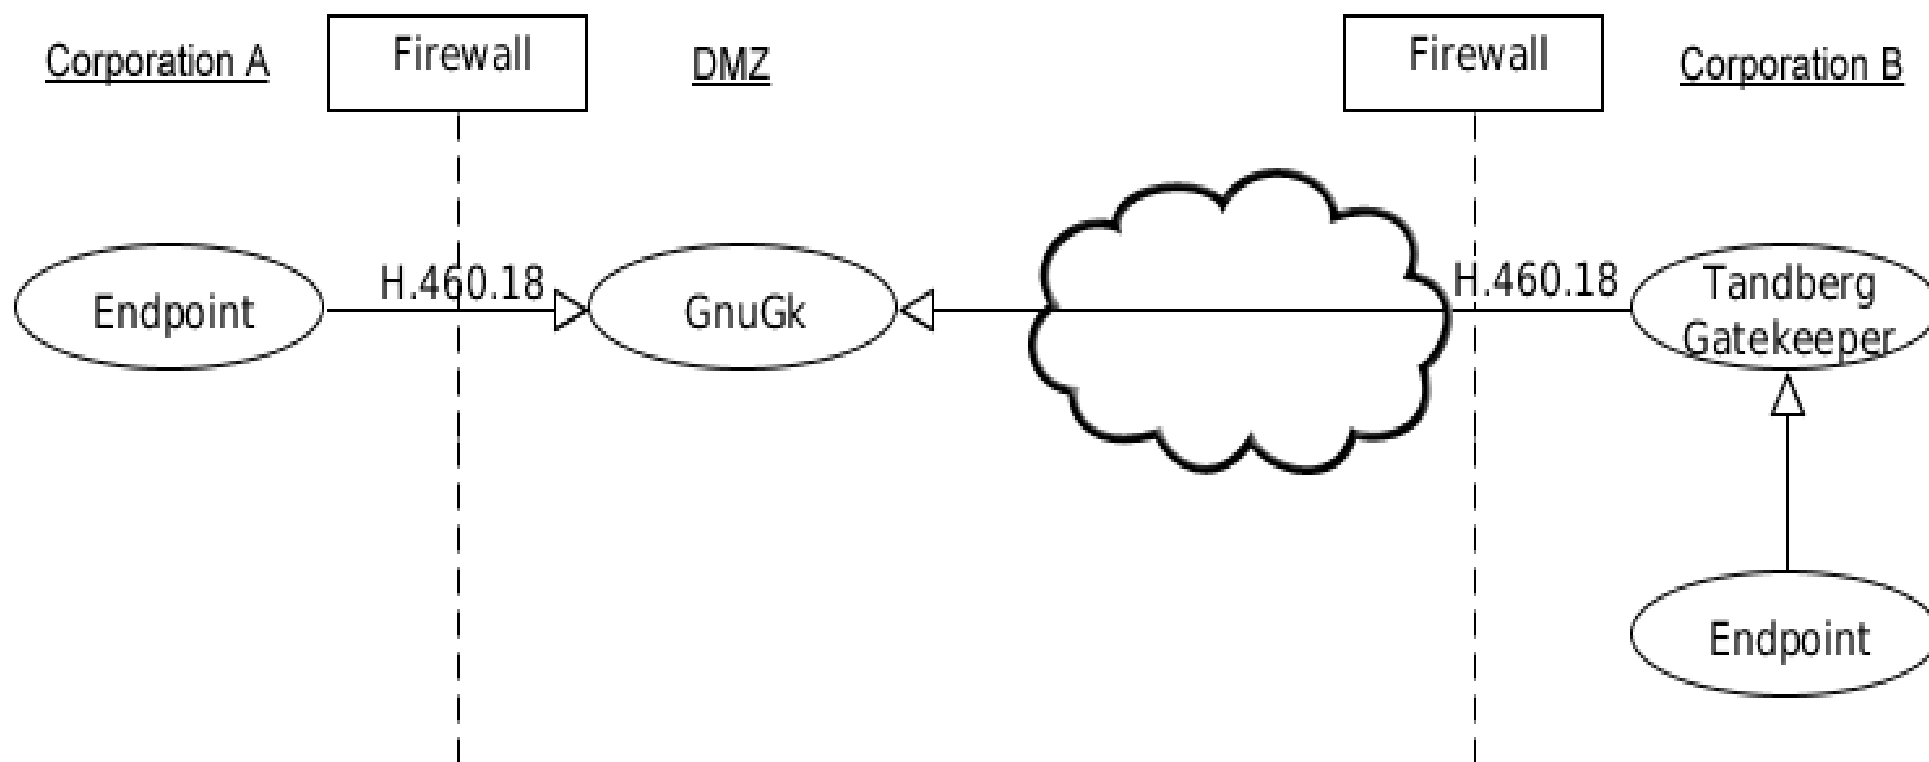 Corporation A
Firewall
DMZ
Firewall
Corporation B
Endpoint
H.460.18
GnuGk
H.460.18
Tandberg
Gatekeeper
Endpoint